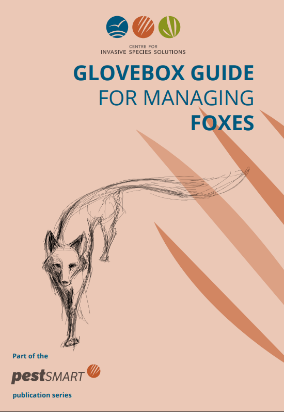 CENTRE FOR
INVASIVE SPECIES SOLUTIONS
GLOVEBOX GUIDE
FOR MANAGING
FOXES
Part of the
pestSMART
publication series